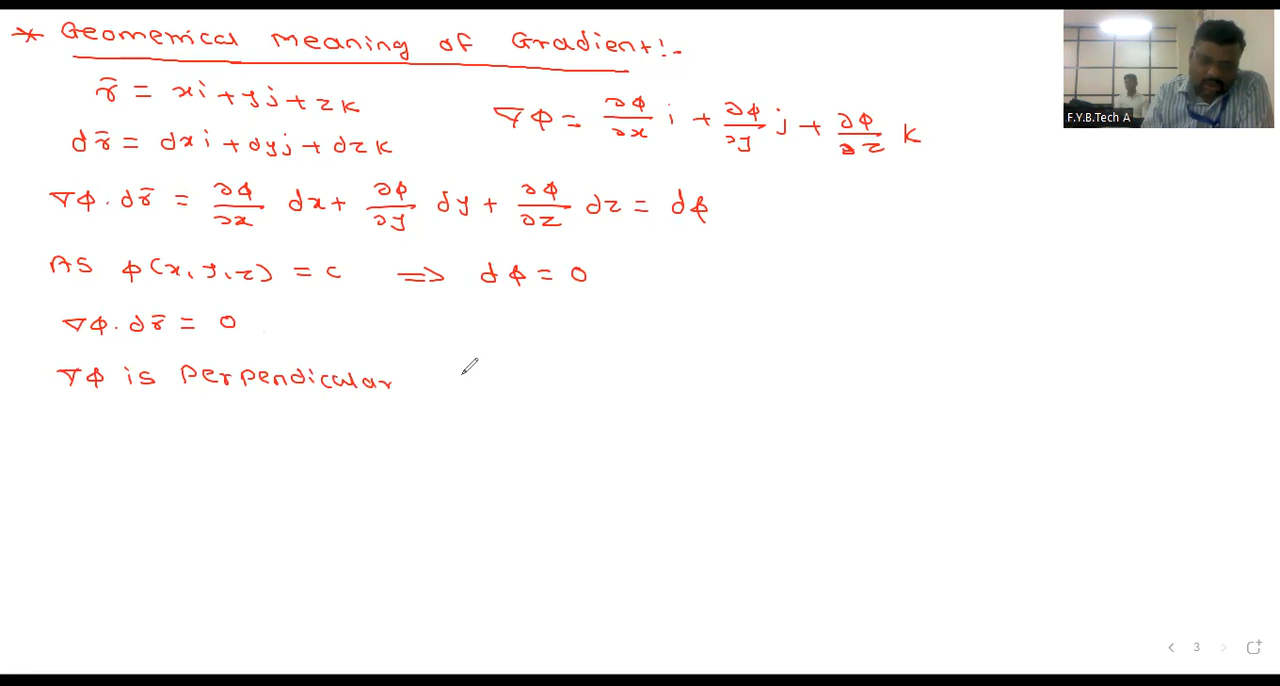 * Geomenical Meaning of Gradient:-
r̄ = xi + yj + zk
∇ϕ = ∂ϕ/∂x i + ∂ϕ/∂y j + ∂ϕ/∂z k
dr̄ = dxi + dyj + dzk
∇ϕ . dr̄ = ∂ϕ/∂x dx + ∂ϕ/∂y dy + ∂ϕ/∂z dz = dϕ
As ϕ(x, y, z) = c ⟹ dϕ = 0
∇ϕ . dr̄ = 0
∇ϕ is Perpendicular
F.Y.B.Tech A
3